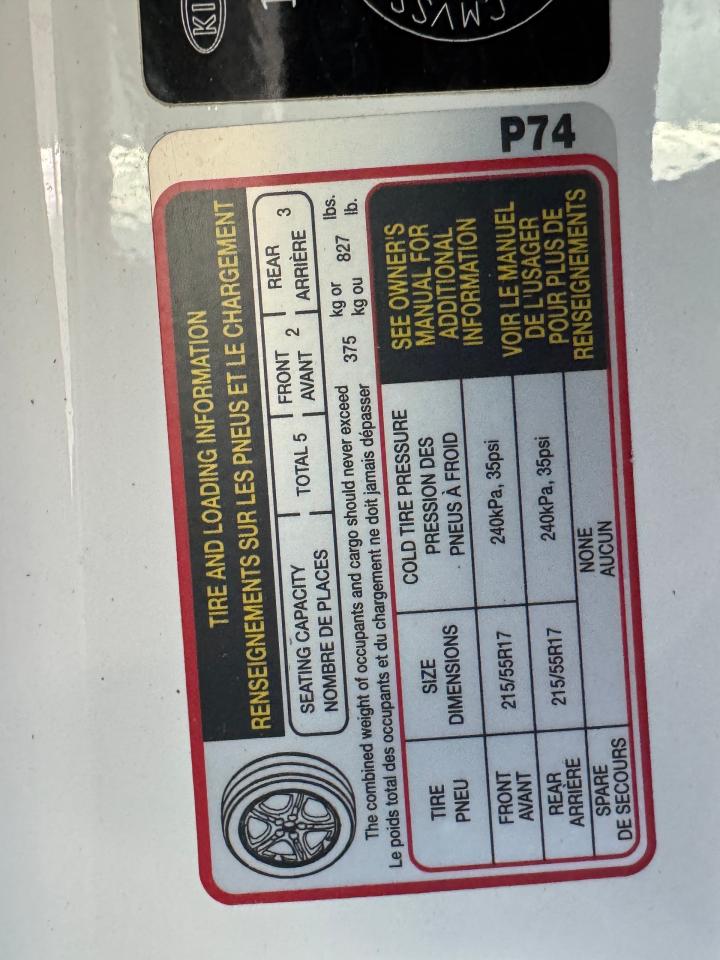 KI
CMVSS
P74
TIRE AND LOADING INFORMATION
RENSEIGNEMENTS SUR LES PNEUS ET LE CHARGEMENT
SEATING CAPACITY TOTAL 5 FRONT 2 REAR 3
NOMBRE DE PLACES AVANT ARRIÈRE
The combined weight of occupants and cargo should never exceed 375 kg or 827 lbs.
Le poids total des occupants et du chargement ne doit jamais dépasser kg ou lb.
TIRE SIZE COLD TIRE PRESSURE
PNEU DIMENSIONS PRESSION DES
PNEUS À FROID
FRONT 215/55R17 240kPa, 35psi
AVANT
REAR 215/55R17 240kPa, 35psi
ARRIÈRE
SPARE NONE
DE SECOURS AUCUN
SEE OWNER'S
MANUAL FOR
ADDITIONAL
INFORMATION
VOIR LE MANUEL
DE L'USAGER
POUR PLUS DE
RENSEIGNEMENTS